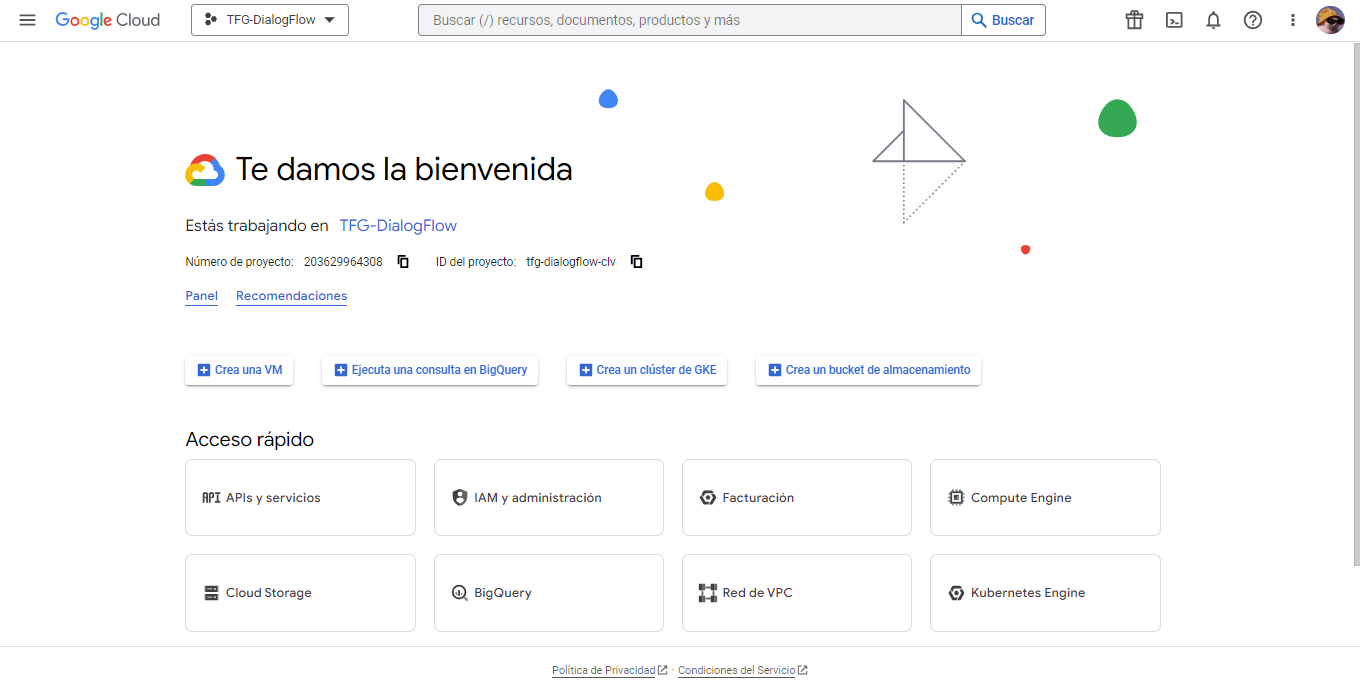 Google Cloud TFG-DialogFlow Buscar (/) recursos, documentos, productos y más Buscar
Te damos la bienvenida
Estás trabajando en TFG-DialogFlow
Número de proyecto: 203629964308 ID del proyecto: tfg-dialogflow-clv
Panel Recomendaciones
Crea una VM Ejecuta una consulta en BigQuery Crea un clúster de GKE Crea un bucket de almacenamiento
Acceso rápido
API APIs y servicios IAM y administración Facturación Compute Engine
Cloud Storage BigQuery Red de VPC Kubernetes Engine
Política de Privacidad · Condiciones del Servicio